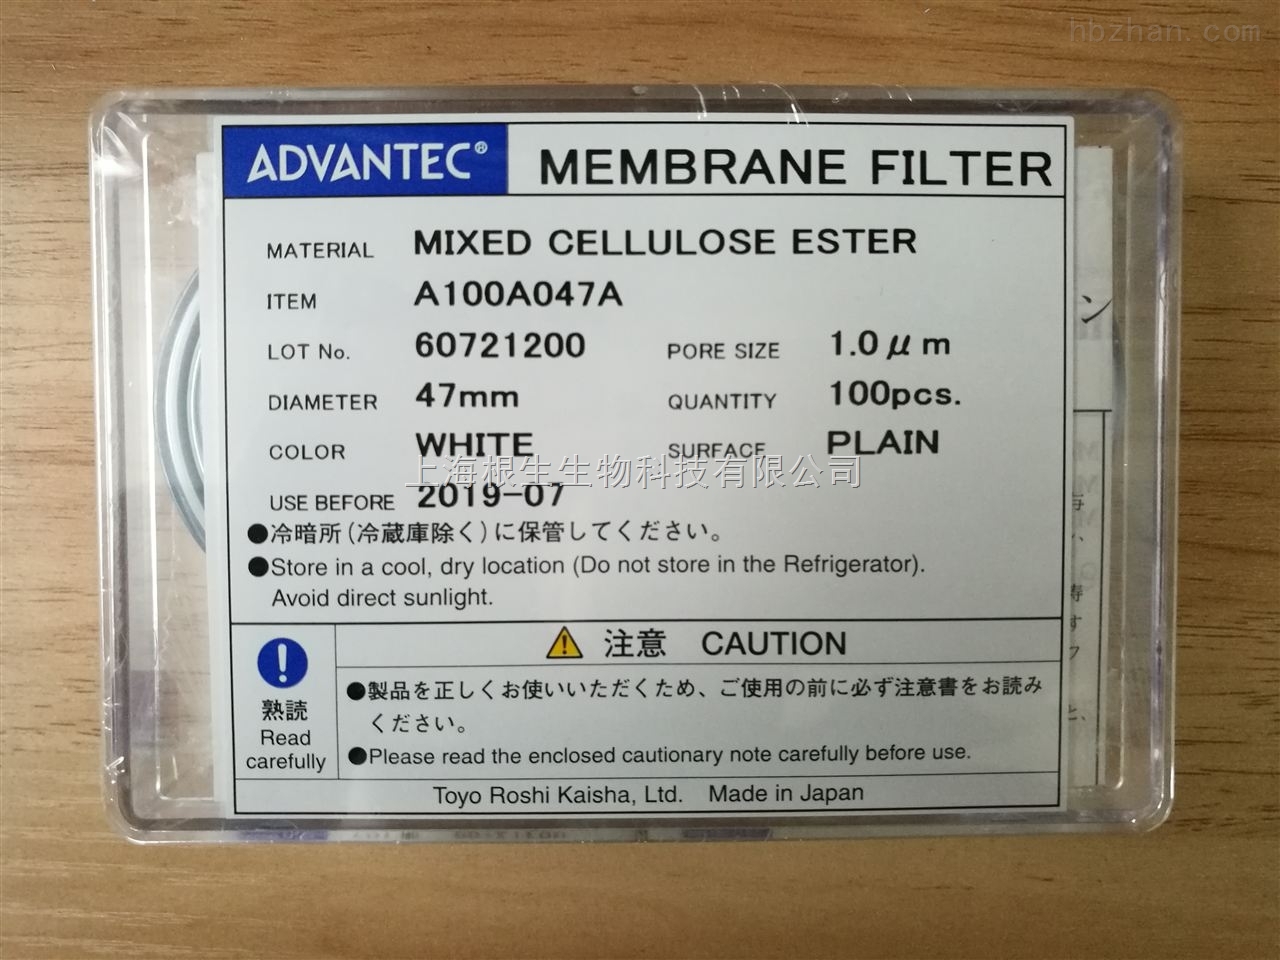 hbzhan.com
ADVANTEC® MEMBRANE FILTER
MATERIAL MIXED CELLULOSE ESTER
ITEM A100A047A
LOT No. 60721200 PORE SIZE 1.0μm
DIAMETER 47mm QUANTITY 100pcs.
COLOR WHITE SURFACE PLAIN
上海根生生物科技有限公司
USE BEFORE 2019-07
●冷暗所(冷蔵庫除く)に保管してください。
●Store in a cool, dry location (Do not store in the Refrigerator).
Avoid direct sunlight.
注意 CAUTION
熟読
Read
carefully
●製品を正しくお使いいただくため、ご使用の前に必ず注意書をお読み
ください。
●Please read the enclosed cautionary note carefully before use.
Toyo Roshi Kaisha, Ltd. Made in Japan